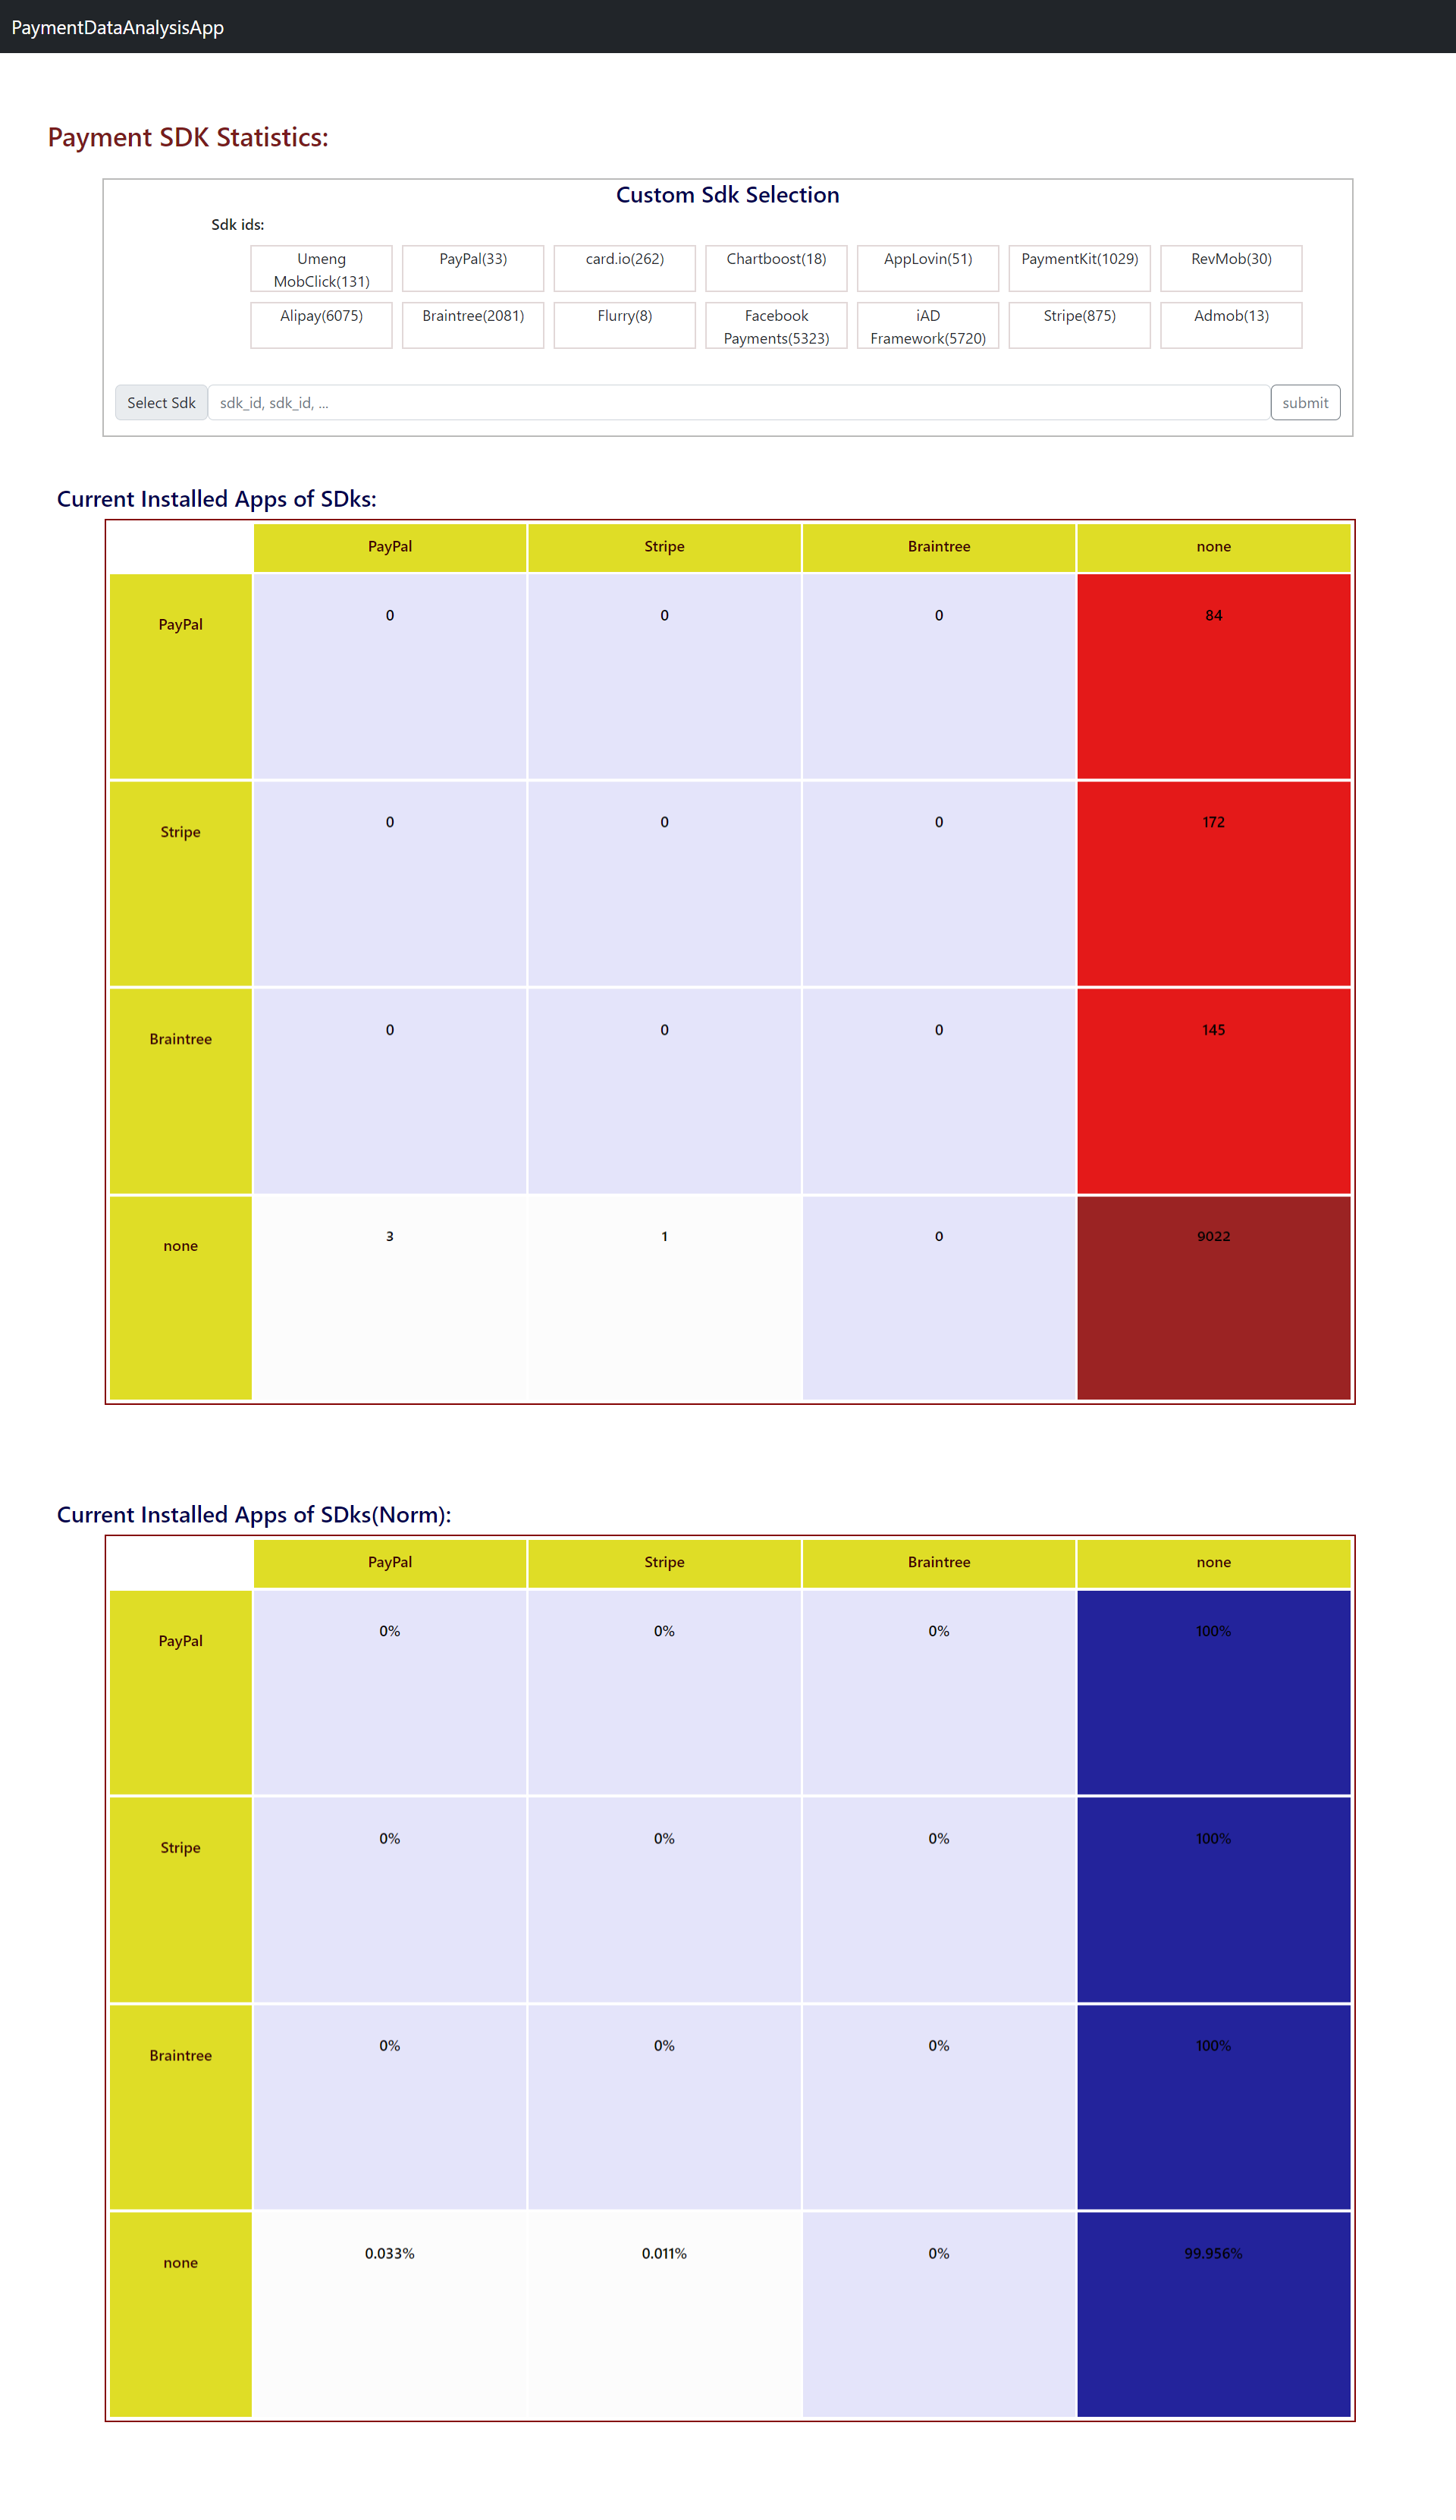 PaymentDataAnalysisApp
Payment SDK Statistics:
Custom Sdk Selection
Sdk ids:
Umeng MobClick(131) PayPal(33) card.io(262) Chartboost(18) AppLovin(51) PaymentKit(1029) RevMob(30)
Alipay(6075) Braintree(2081) Flurry(8) Facebook Payments(5323) iAD Framework(5720) Stripe(875) Admob(13)
Select Sdk sdk_id, sdk_id, ... submit
Current Installed Apps of SDks:
PayPal Stripe Braintree none
PayPal 0 0 0 84
Stripe 0 0 0 172
Braintree 0 0 0 145
none 3 1 0 9022
Current Installed Apps of SDks(Norm):
PayPal Stripe Braintree none
PayPal 0% 0% 0% 100%
Stripe 0% 0% 0% 100%
Braintree 0% 0% 0% 100%
none 0.033% 0.011% 0% 99.956%